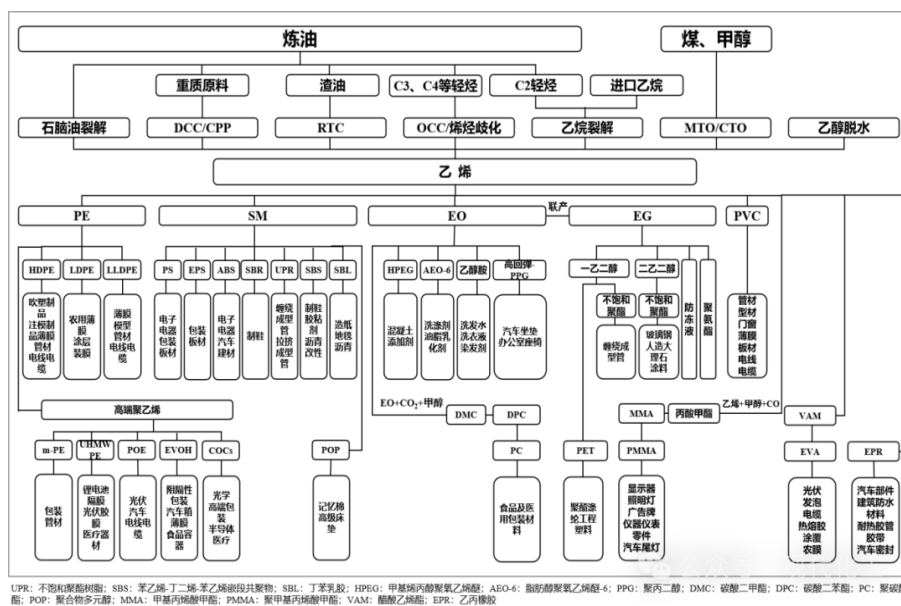 炼油
煤、甲醇
重质原料
渣油
C3、C4等轻烃
C2轻烃
进口乙烷
石脑油裂解
DCC/CPP
RTC
OCC/烯烃歧化
乙烷裂解
MTO/CTO
乙醇脱水
乙烯
PE
SM
EO
联产
EG
PVC
HDPE
LDPE
LLDPE
PS
EPS
ABS
SBR
UPR
SBS
SBL
HPEG
AEO-6
乙醇胺
高回弹-
PPG
一乙二醇
二乙二醇
防冻液
聚氨酯
不饱和
聚酯
不饱和
聚酯
吹塑制
品
注模制
品薄膜
管材
电线电
缆
农用薄
膜
涂层
装膜
薄膜
模型
管材
电线电
缆
电子
电器
包装
板材
包装
板材
电子
电器
汽车
建材
制鞋
缠绕
成型
管
拉挤
成型
管
制鞋
胶粘
剂
沥青
改性
造纸
地毯
沥青
混凝土
添加剂
洗涤剂
油脂乳
化剂
洗发水
洗衣液
染发剂
汽车坐垫
办公室座椅
缠绕成
型管
玻璃钢
人造大
理石
涂料
管材
型材
门窗
薄膜
板材
电线
电缆
高端聚乙烯
EO+CO₂+甲醇
DMC
DPC
MMA
丙酸甲酯
乙烯+甲醇+CO
VAM
m-PE
UHMW
PE
POE
EVOH
COCs
POP
PC
PET
PMMA
EVA
EPR
包装
管材
锂电池
隔膜
光伏胶
膜
医疗器
材
光伏
汽车
电线电
缆
阻隔性
包装
汽车箱
薄膜
食品容
器
光学
高端包
装
半导体
医疗
记忆棉
高级床
垫
食品及医
用包装材
料
聚酯涤
纶工程
塑料
显示器
照明灯
广告牌
仪器仪表
零件
汽车尾灯
光伏
发泡
电缆
热熔胶
涂覆
农膜
汽车部件
建筑防水
材料
耐热胶管
胶带
汽车密封
UPR：不饱和聚酯树脂；SBS：苯乙烯-丁二烯-苯乙烯嵌段共聚物；SBL：丁苯乳胶；HPEG：甲基烯丙醇聚氧乙烯醚；AEO-6：脂肪醇聚氧乙烯醚-6；PPG：聚丙二醇；DMC：碳酸二甲酯；DPC：碳酸二苯酯；PC：聚碳
酯；POP：聚合物多元醇；MMA：甲基丙烯酸甲酯；PMMA：聚甲基丙烯酸甲酯；VAM：醋酸乙烯酯；EPR：乙丙橡胶